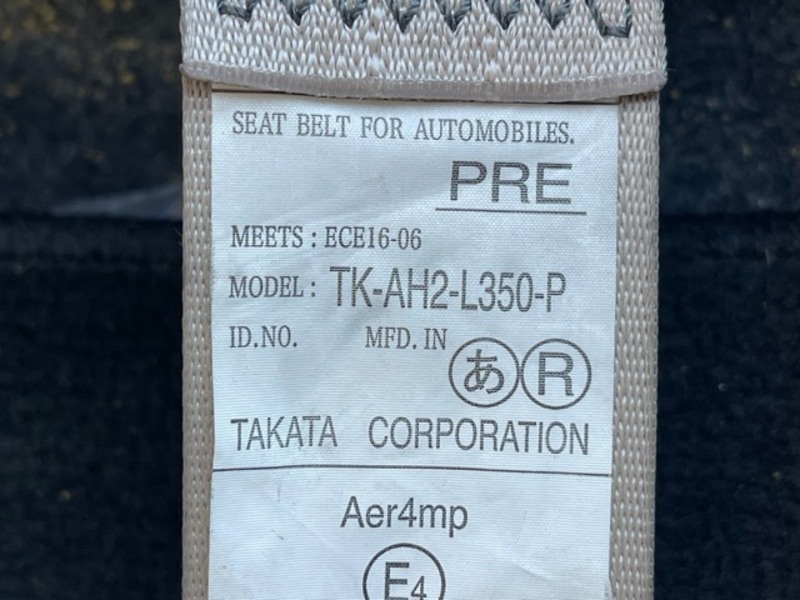 SEAT BELT FOR AUTOMOBILES.
PRE
MEETS : ECE16-06
MODEL : TK-AH2-L350-P
ID.NO. MFD. IN
あ R
TAKATA CORPORATION
Aer4mp
E4